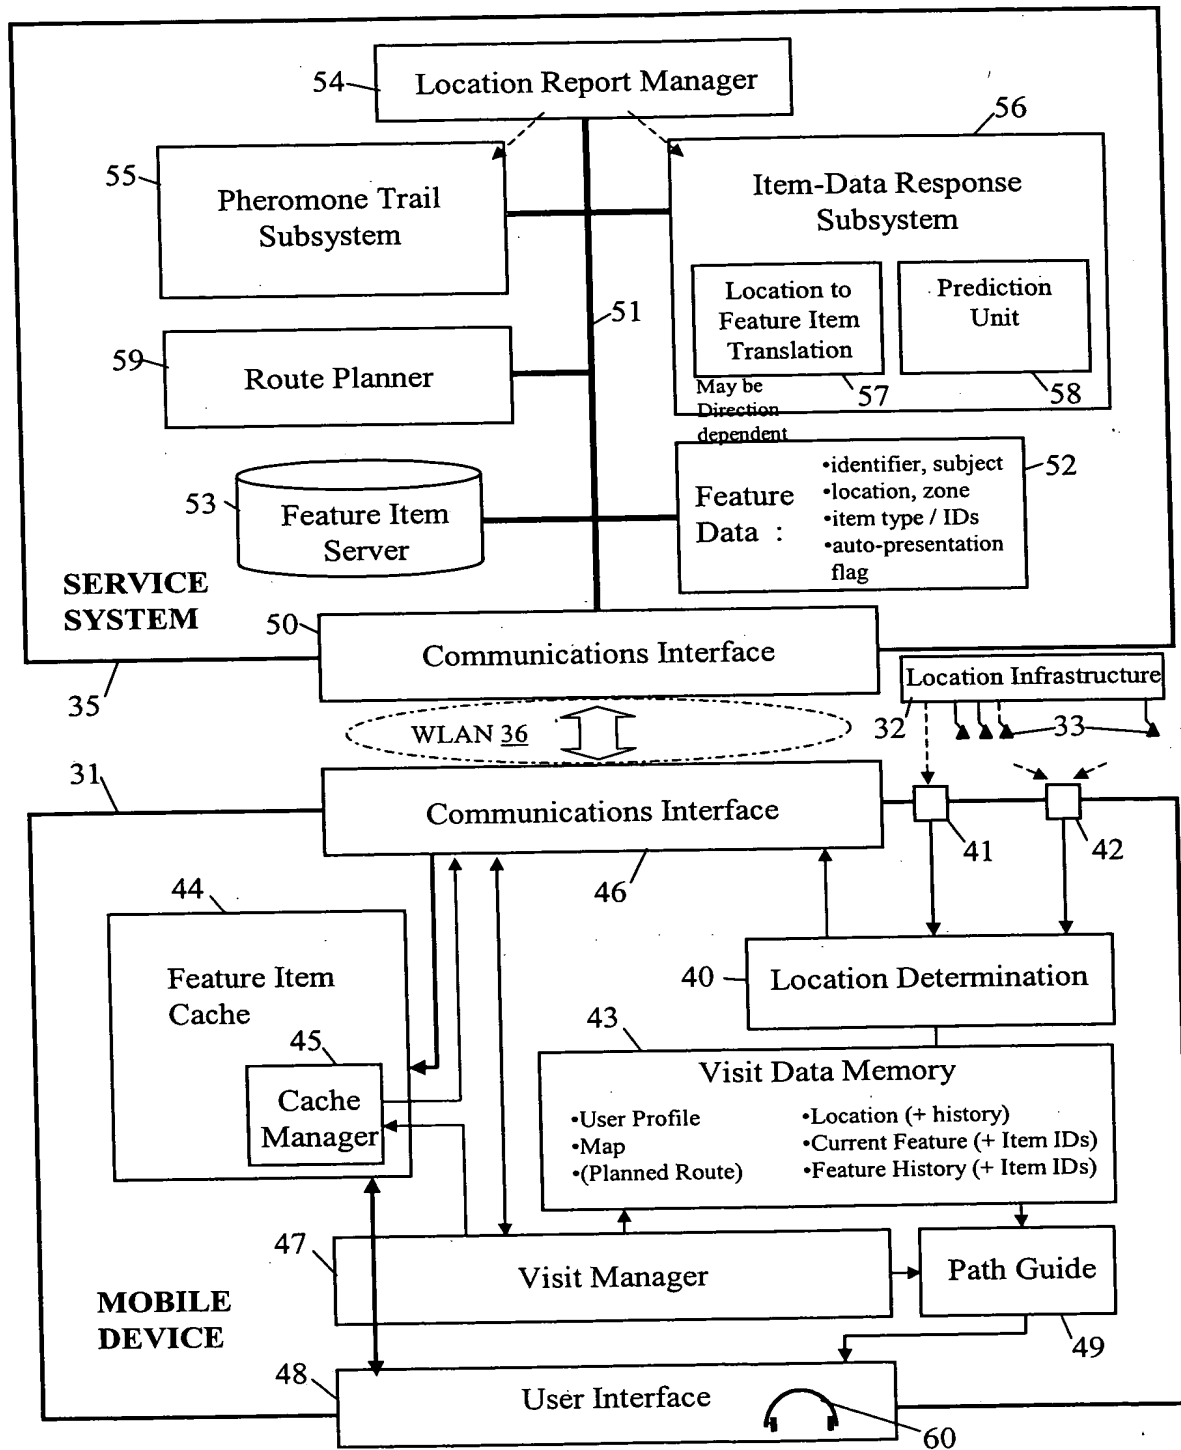 54
Location Report Manager
56
55
Pheromone Trail
Subsystem
Item-Data Response
Subsystem
Location to
Feature Item
Translation
Prediction
Unit
51
59
Route Planner
May be
Direction
dependent
57
58
53
Feature Item
Server
Feature
Data :
•identifier, subject
•location, zone
•item type / IDs
•auto-presentation
flag
52
SERVICE
SYSTEM
50
Communications Interface
35
Location Infrastructure
32
33
WLAN 36
31
Communications Interface
41
42
46
44
Feature Item
Cache
40
Location Determination
45
Cache
Manager
43
Visit Data Memory
•User Profile
•Map
•(Planned Route)
•Location (+ history)
•Current Feature (+ Item IDs)
•Feature History (+ Item IDs)
47
Visit Manager
Path Guide
49
MOBILE
DEVICE
48
User Interface
60